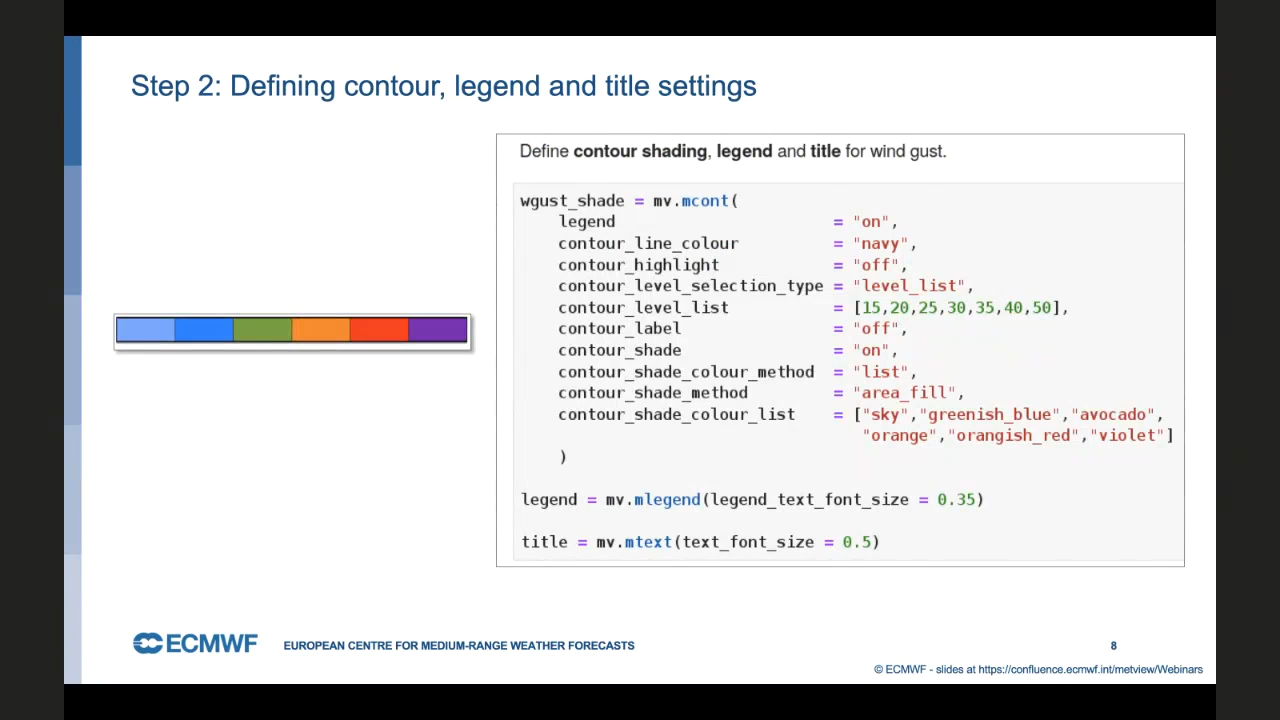 Step 2: Defining contour, legend and title settings
Define contour shading, legend and title for wind gust.
wgust_shade = mv.mcont(
legend = "on",
contour_line_colour = "navy",
contour_highlight = "off",
contour_level_selection_type = "level_list",
contour_level_list = [15,20,25,30,35,40,50],
contour_label = "off",
contour_shade = "on",
contour_shade_colour_method = "list",
contour_shade_method = "area_fill",
contour_shade_colour_list = ["sky","greenish_blue","avocado",
"orange","orangish_red","violet"]
)
legend = mv.mlegend(legend_text_font_size = 0.35)
title = mv.mtext(text_font_size = 0.5)
ECMWF EUROPEAN CENTRE FOR MEDIUM-RANGE WEATHER FORECASTS 8
© ECMWF - slides at https://confluence.ecmwf.int/metview/Webinars